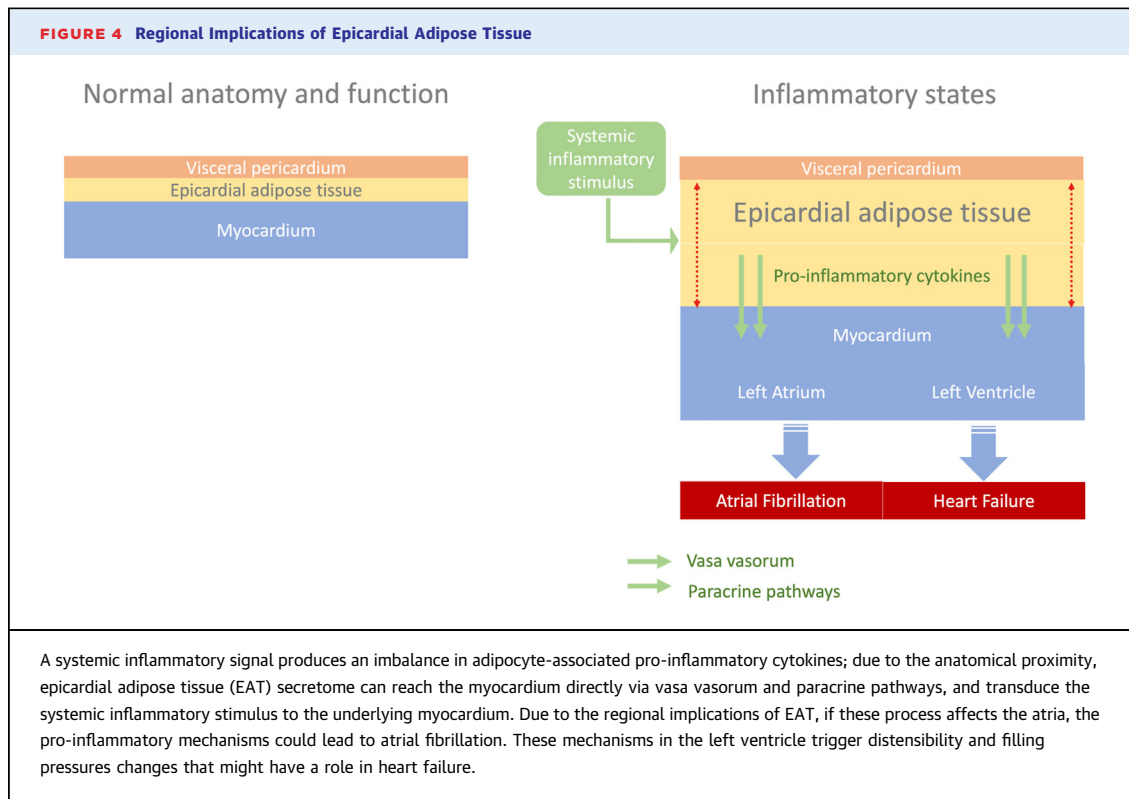 FIGURE 4 Regional Implications of Epicardial Adipose Tissue
Normal anatomy and function
Visceral pericardium
Epicardial adipose tissue
Myocardium
Inflammatory states
Systemic
inflammatory
stimulus
Visceral pericardium
Epicardial adipose tissue
Pro-inflammatory cytokines
Myocardium
Left Atrium
Left Ventricle
Atrial Fibrillation
Heart Failure
Vasa vasorum
Paracrine pathways
A systemic inflammatory signal produces an imbalance in adipocyte-associated pro-inflammatory cytokines; due to the anatomical proximity,
epicardial adipose tissue (EAT) secretome can reach the myocardium directly via vasa vasorum and paracrine pathways, and transduce the
systemic inflammatory stimulus to the underlying myocardium. Due to the regional implications of EAT, if these process affects the atria, the
pro-inflammatory mechanisms could lead to atrial fibrillation. These mechanisms in the left ventricle trigger distensibility and filling
pressures changes that might have a role in heart failure.